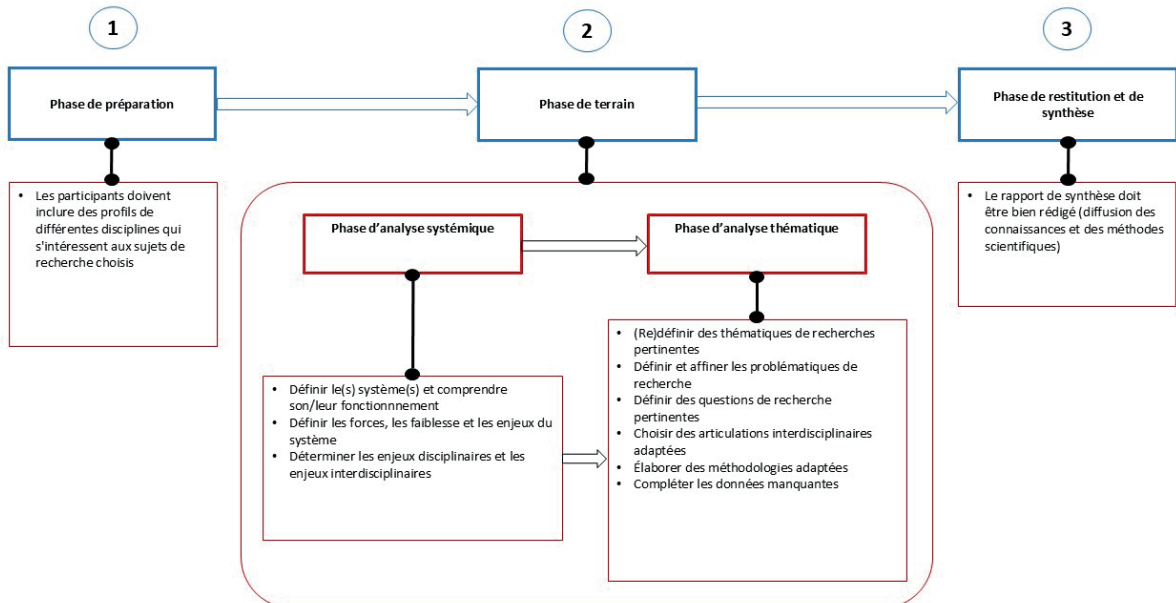 1
2
3
Phase de préparation
Phase de terrain
Phase de restitution et de
synthèse
• Les participants doivent
inclure des profils de
différentes disciplines qui
s'intéressent aux sujets de
recherche choisis
• Le rapport de synthèse doit
être bien rédigé (diffusion des
connaissances et des méthodes
scientifiques)
Phase d'analyse systémique
Phase d'analyse thématique
• Définir le(s) système(s) et comprendre
son/leur fonctionnnement
• Définir les forces, les faiblesse et les enjeux du
système
• Déterminer les enjeux disciplinaires et les
enjeux interdisciplinaires
• (Re)définir des thématiques de recherches
pertinentes
• Définir et affiner les problématiques de
recherche
• Définir des questions de recherche
pertinentes
• Choisir des articulations interdisciplinaires
adaptées
• Élaborer des méthodologies adaptées
• Compléter les données manquantes